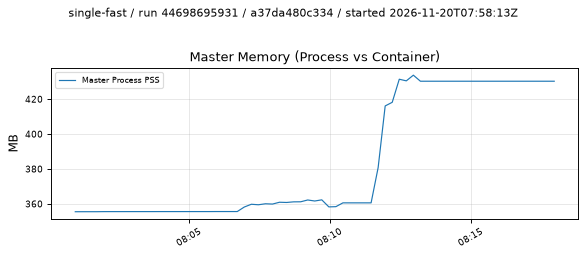 single-fast / run 44698695931 / a37da480c334 / started 2026-11-20T07:58:13Z
Master Memory (Process vs Container)
Master Process PSS
MB
420
400
380
360
08:05
08:10
08:15